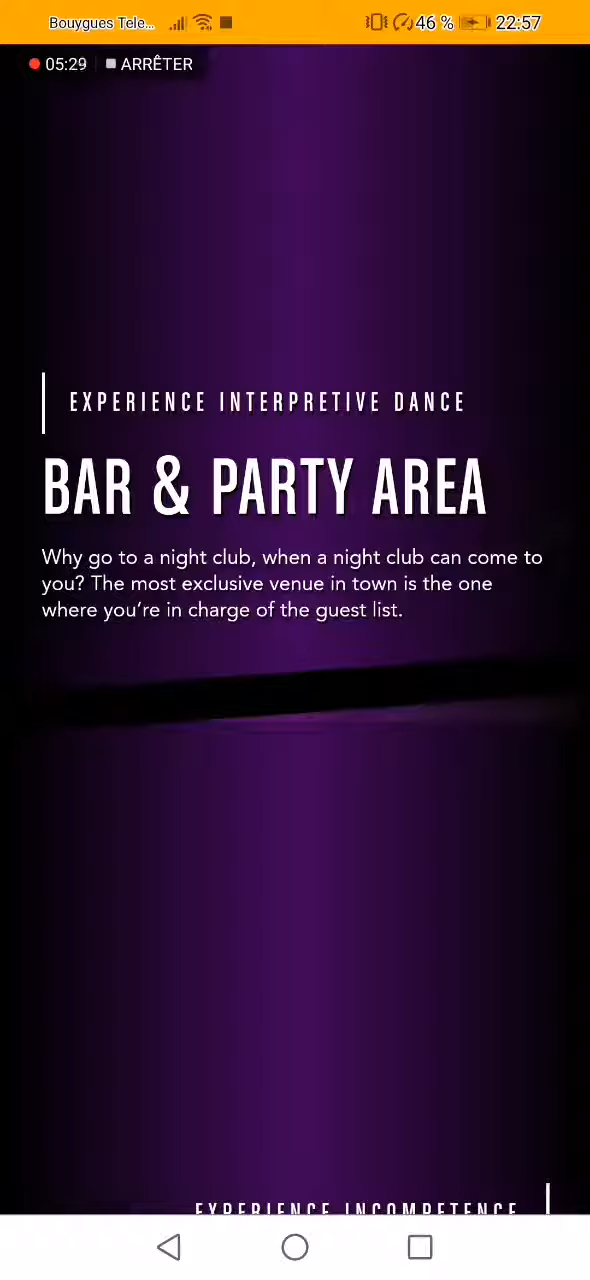 Bouygues Tele... 46 % 22:57
05:29 ARRÊTER
EXPERIENCE INTERPRETIVE DANCE
BAR & PARTY AREA
Why go to a night club, when a night club can come to
you? The most exclusive venue in town is the one
where you're in charge of the guest list.
EXPERIENCE INCOMPETENCE